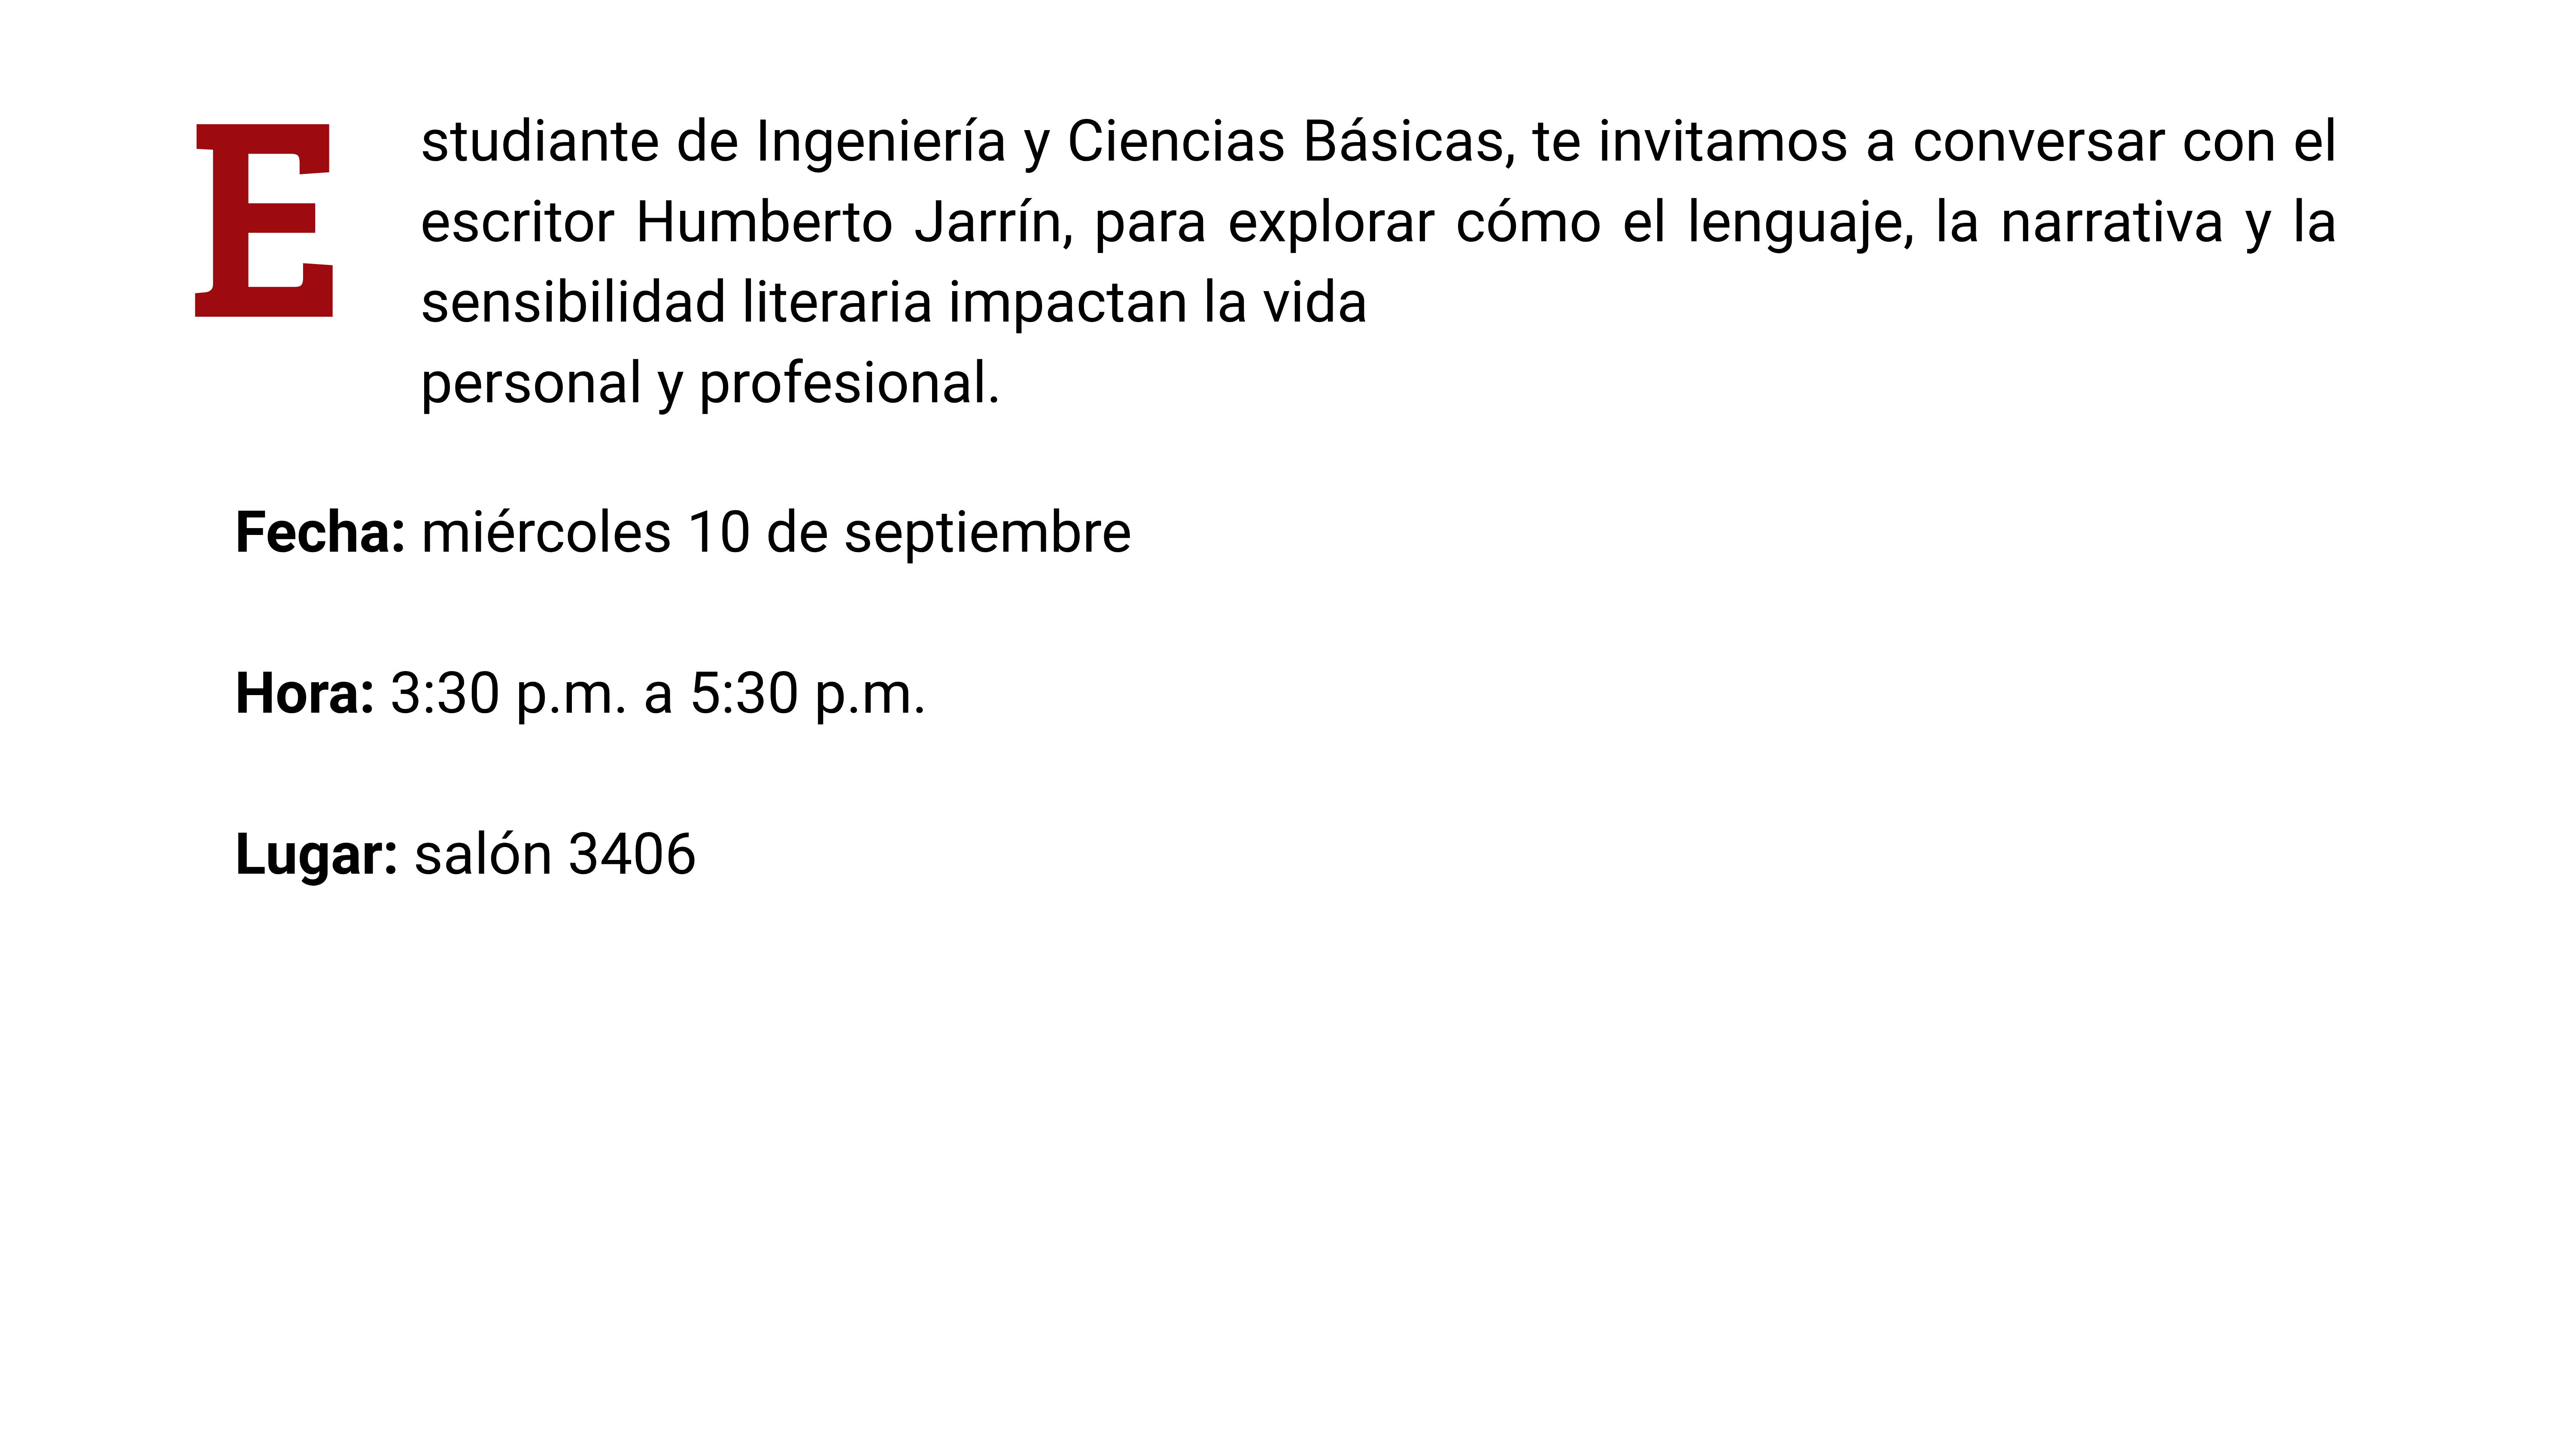 Estudiante de Ingeniería y Ciencias Básicas, te invitamos a conversar con el
escritor Humberto Jarrín, para explorar cómo el lenguaje, la narrativa y la
sensibilidad literaria impactan la vida
personal y profesional.
Fecha: miércoles 10 de septiembre
Hora: 3:30 p.m. a 5:30 p.m.
Lugar: salón 3406